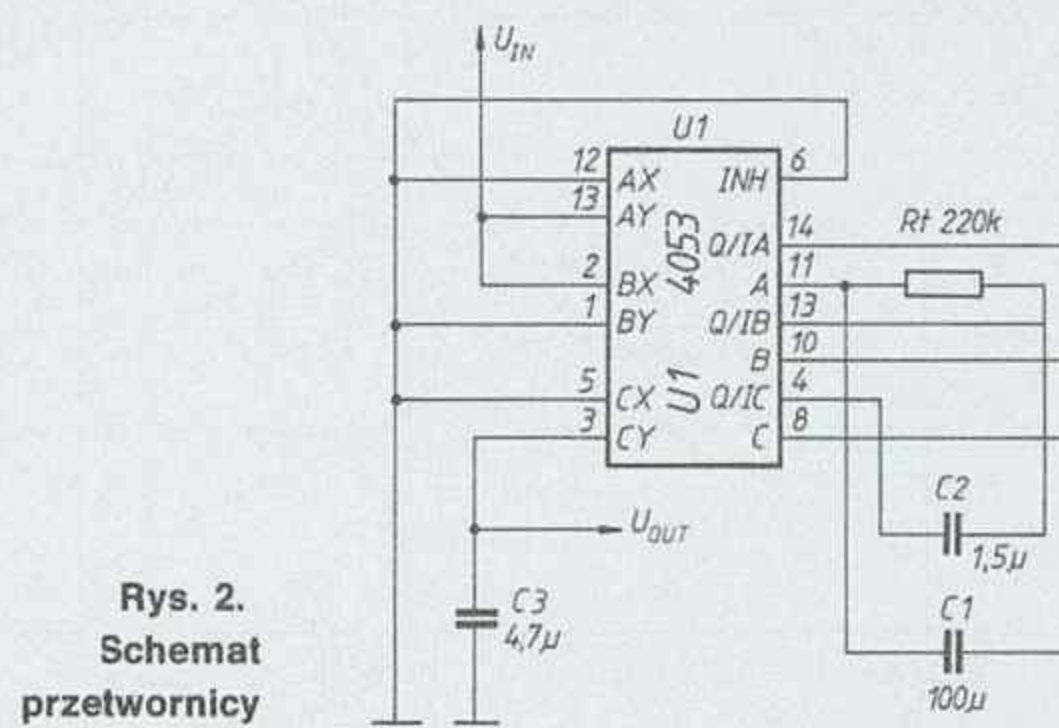 U_IN
U1
12 AX INH 6
13 AY
Q/IA 14
Rt 220k
4053
2 BX A 11
1 BY Q/IB 13
B 10
5 CX U1 Q/IC 4
3 CY C 8
C2
1,5µ
U_OUT
C3
4,7µ
C1
100µ
Rys. 2.
Schemat
przetwornicy